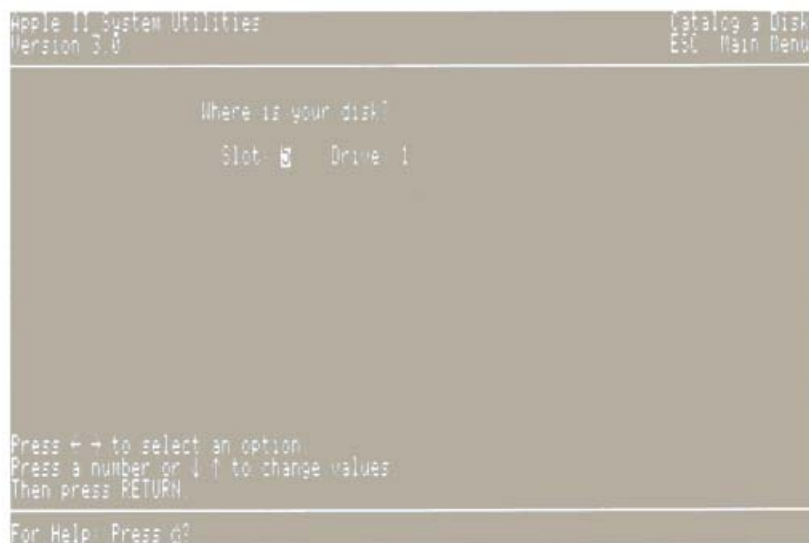 Apple II System Utilities
Version 3.0
Catalog a Disk
ESC: Main Menu
Where is your disk?
Slot: 5 Drive: 1
Press ← → to select an option.
Press a number or ↓ ↑ to change values.
Then press RETURN.
For Help: Press ?